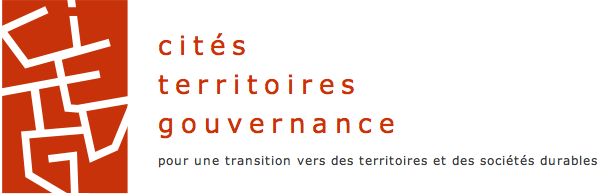 cités
territoires
gouvernance
pour une transition vers des territoires et des sociétés durables